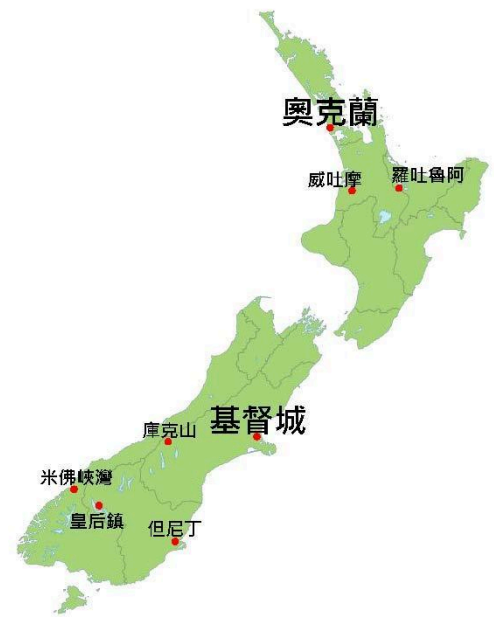 奧克蘭
威吐摩
羅吐魯阿
基督城
庫克山
米佛峽灣
皇后鎮
但尼丁